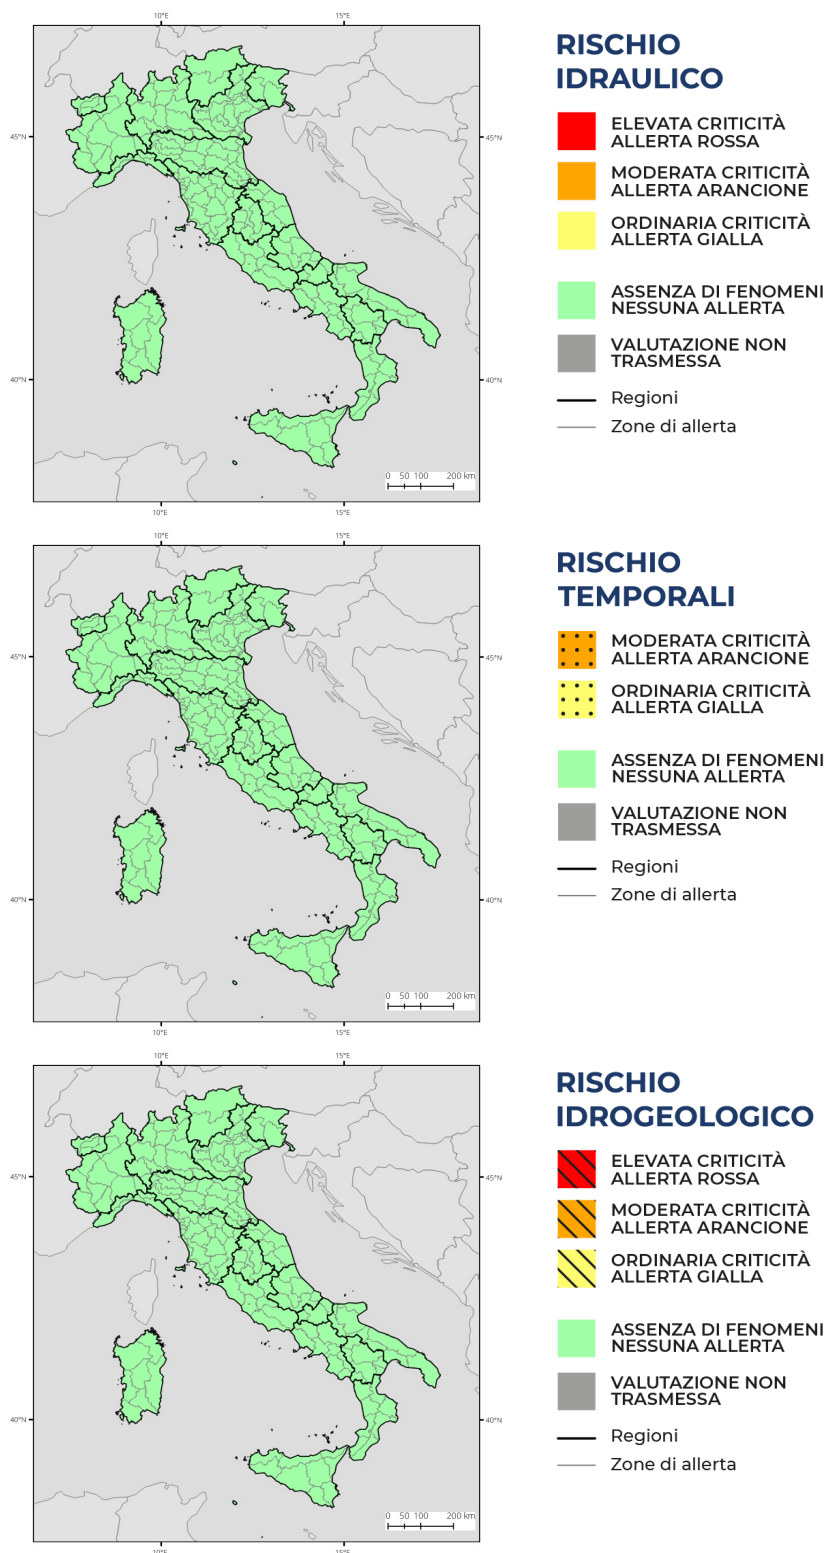 10°E 15°E
45°N 45°N
40°N 40°N
0 50 100 200 km
10°E 15°E
RISCHIO
IDRAULICO
ELEVATA CRITICITÀ
ALLERTA ROSSA
MODERATA CRITICITÀ
ALLERTA ARANCIONE
ORDINARIA CRITICITÀ
ALLERTA GIALLA
ASSENZA DI FENOMENI
NESSUNA ALLERTA
VALUTAZIONE NON
TRASMESSA
Regioni
Zone di allerta
10°E 15°E
45°N 45°N
40°N 40°N
0 50 100 200 km
10°E 15°E
RISCHIO
TEMPORALI
MODERATA CRITICITÀ
ALLERTA ARANCIONE
ORDINARIA CRITICITÀ
ALLERTA GIALLA
ASSENZA DI FENOMENI
NESSUNA ALLERTA
VALUTAZIONE NON
TRASMESSA
Regioni
Zone di allerta
10°E 15°E
45°N 45°N
40°N 40°N
0 50 100 200 km
10°E 15°E
RISCHIO
IDROGEOLOGICO
ELEVATA CRITICITÀ
ALLERTA ROSSA
MODERATA CRITICITÀ
ALLERTA ARANCIONE
ORDINARIA CRITICITÀ
ALLERTA GIALLA
ASSENZA DI FENOMENI
NESSUNA ALLERTA
VALUTAZIONE NON
TRASMESSA
Regioni
Zone di allerta